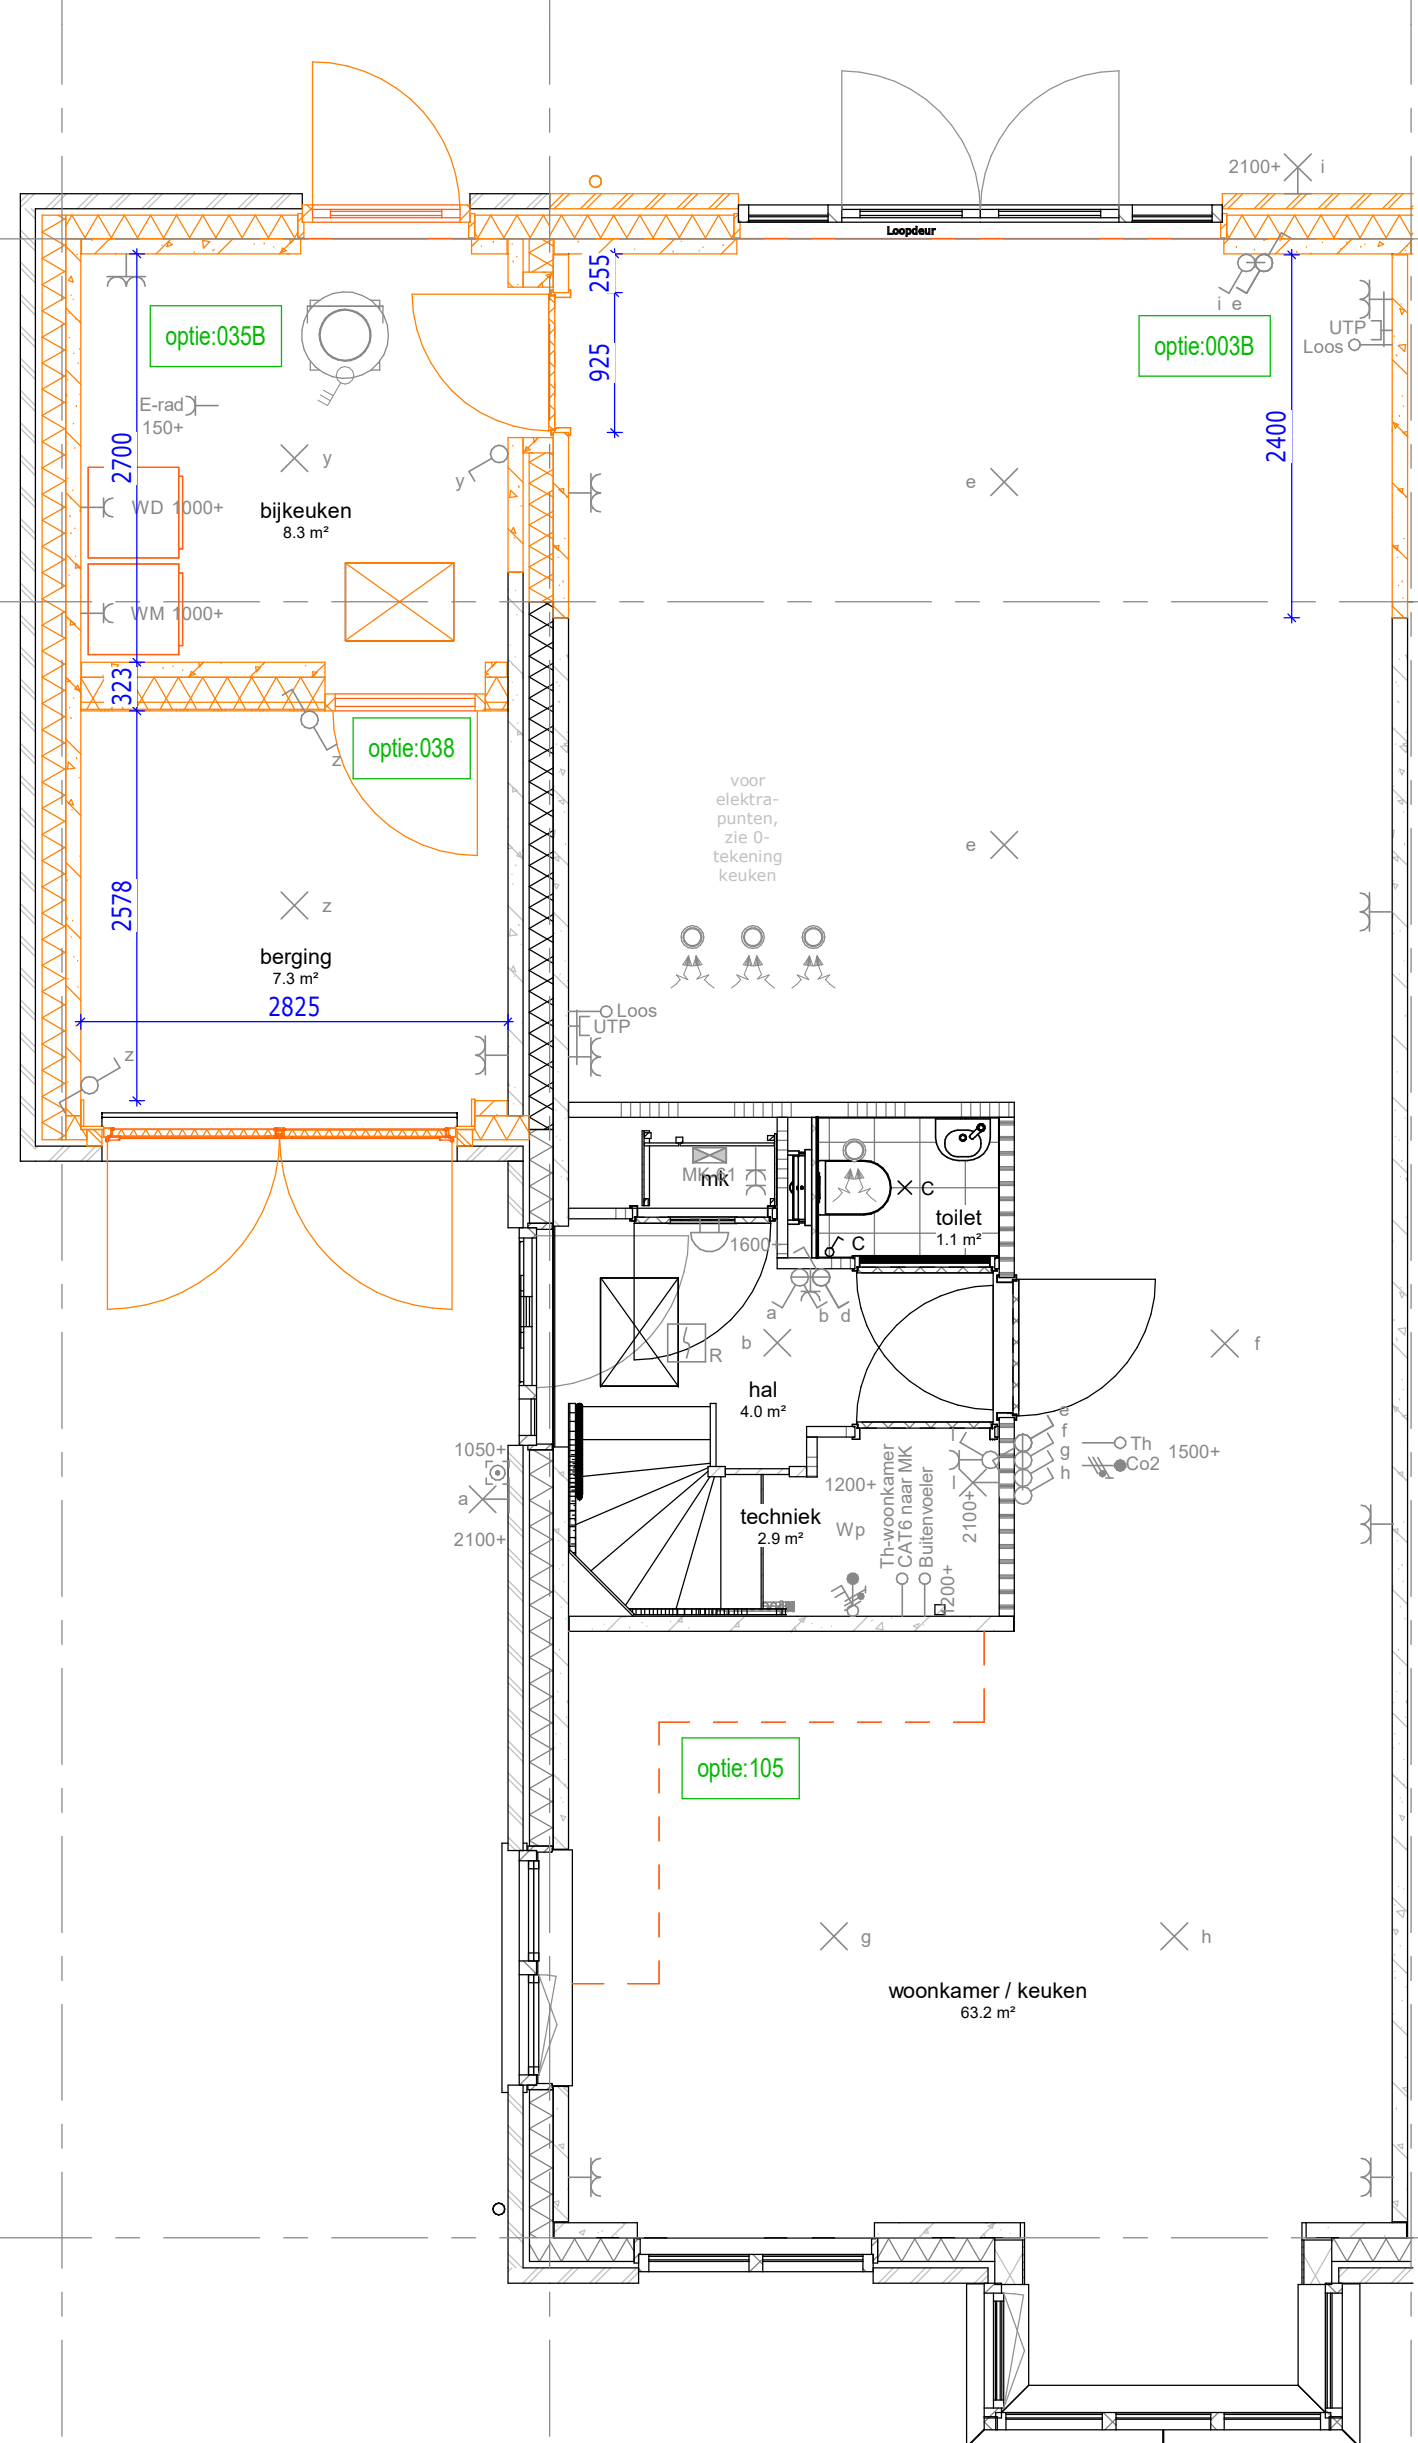 2100+ i
Loopdeur
255
i e
optie:035B
optie:003B
UTP
Loos
925
E-rad
150+
2700
2400
y
y
e
WD 1000+
bijkeuken
8.3 m²
WM 1000+
323
z
optie:038
voor
elektra-
punten,
zie 0-
tekening
keuken
e
2578
z
berging
7.3 m²
2825
Loos
UTP
z
mk
C
toilet
1.1 m²
C
1600+
a
b
d
b
R
f
hal
4.0 m²
e
f
g
h
Th
Co2
1500+
1050+
a
2100+
1200+
techniek
2.9 m²
Wp
Th-woonkamer
CAT6 naar MK
Buitenvoeler
2100+
1200+
optie:105
g
h
woonkamer / keuken
63.2 m²